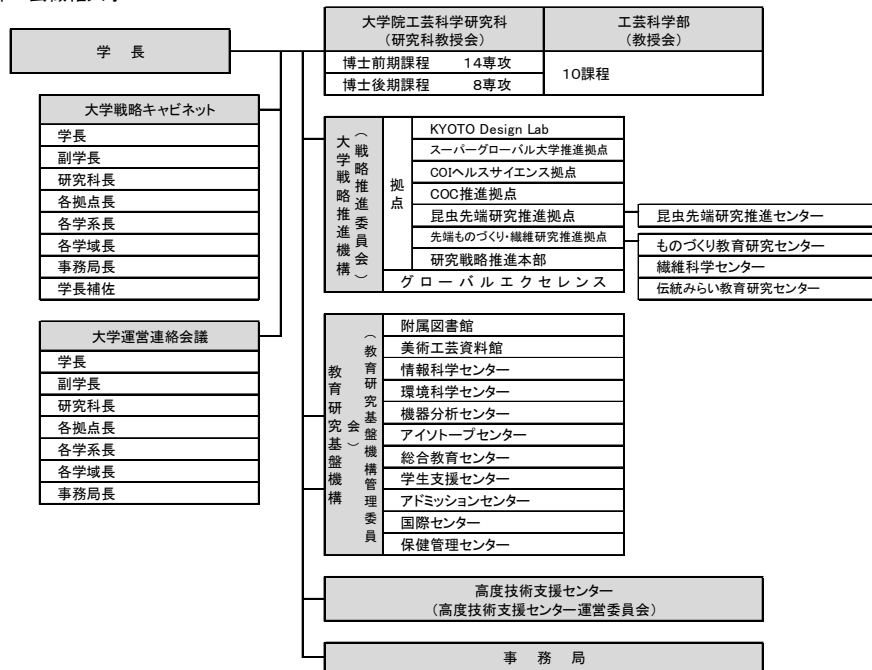 学 長
大学院工芸科学研究科
（研究科教授会）
工芸科学部
（教授会）
博士前期課程 14専攻
博士後期課程 8専攻
10課程
大学戦略キャビネット
学長
副学長
研究科長
各拠点長
各学系長
各学域長
事務局長
学長補佐
大学運営連絡会議
学長
副学長
研究科長
各拠点長
各学系長
各学域長
事務局長
大学戦略推進機構
（戦略推進委員会）
拠点
KYOTO Design Lab
スーパーグローバル大学推進拠点
COIヘルスサイエンス拠点
COC推進拠点
昆虫先端研究推進拠点
先端ものづくり・繊維研究推進拠点
研究戦略推進本部
グローバルエクセレンス
昆虫先端研究推進センター
ものづくり教育研究センター
繊維科学センター
伝統みらい教育研究センター
教育研究基盤機構
（教育研究基盤機構管理委員会）
附属図書館
美術工芸資料館
情報科学センター
環境科学センター
機器分析センター
アイソトープセンター
総合教育センター
学生支援センター
アドミッションセンター
国際センター
保健管理センター
高度技術支援センター
（高度技術支援センター運営委員会）
事 務 局